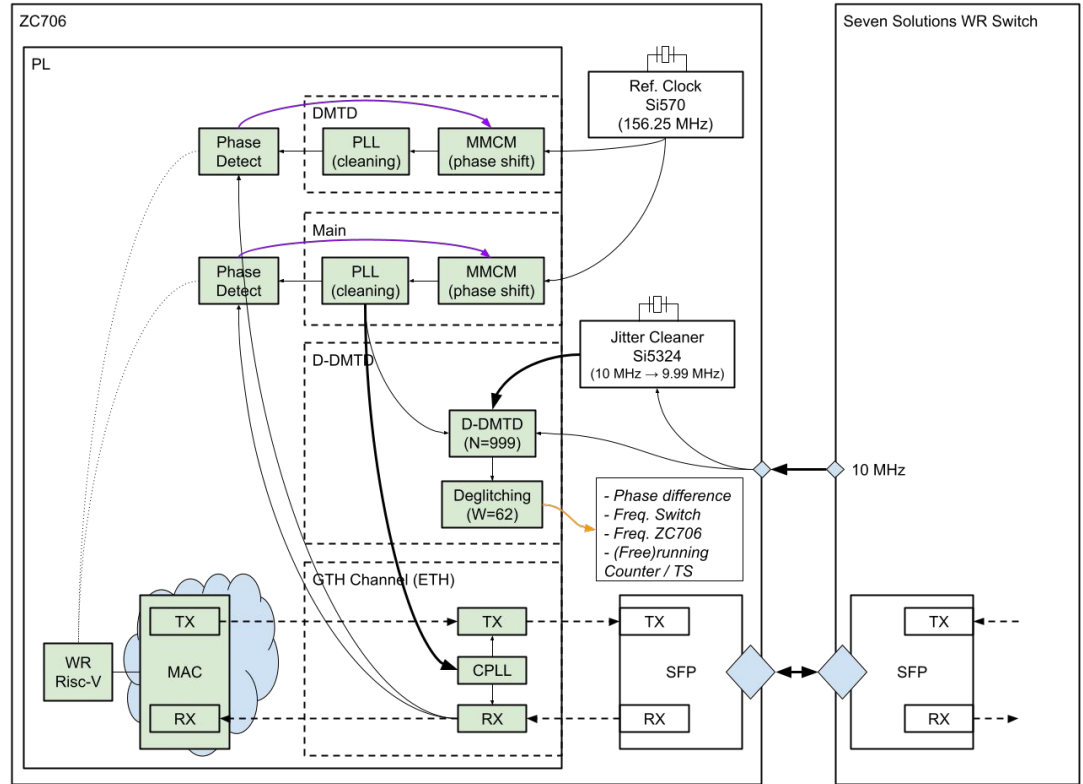 ZC706
Seven Solutions WR Switch
PL
Ref. Clock
Si570
(156.25 MHz)
DMTD
Phase
Detect
PLL
(cleaning)
MMCM
(phase shift)
Main
Phase
Detect
PLL
(cleaning)
MMCM
(phase shift)
Jitter Cleaner
Si5324
(10 MHz → 9.99 MHz)
D-DMTD
D-DMTD
(N=999)
10 MHz
Deglitching
(W=62)
- Phase difference
- Freq. Switch
- Freq. ZC706
- (Free)running
Counter / TS
GTH Channel (ETH)
TX
TX
TX
TX
WR
Risc-V
MAC
CPLL
SFP
SFP
RX
RX
RX
RX